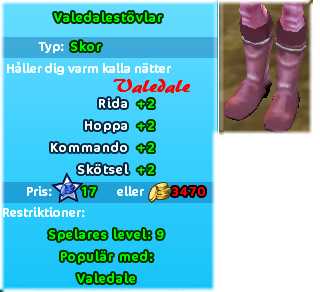 Valedalestövlar
Typ: Skor
Håller dig varm kalla nätter
Valedale
Rida +2
Hoppa +2
Kommando +2
Skötsel +2
Pris: 17 eller 3470
Restriktioner:
Spelares level: 9
Populär med:
Valedale